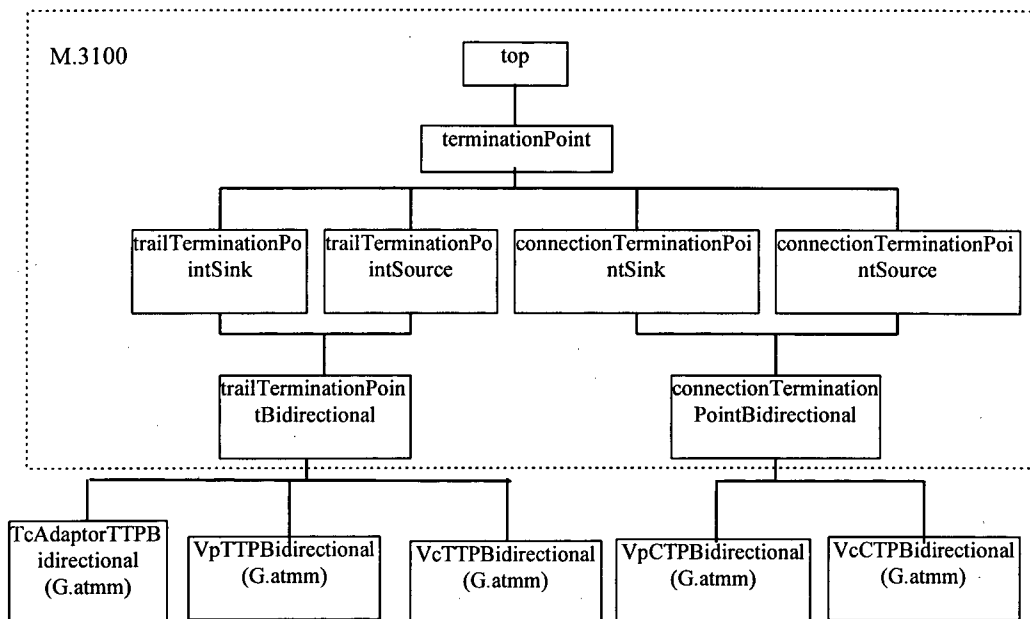 M.3100
top
terminationPoint
trailTerminationPo
intSink
trailTerminationPo
intSource
connectionTerminationPoi
ntSink
connectionTerminationPoi
ntSource
trailTerminationPoin
tBidirectional
connectionTermination
PointBidirectional
TcAdaptorTTPB
idirectional
(G.atmm)
VpTTPBidirectional
(G.atmm)
VcTTPBidirectional
(G.atmm)
VpCTPBidirectional
(G.atmm)
VcCTPBidirectional
(G.atmm)